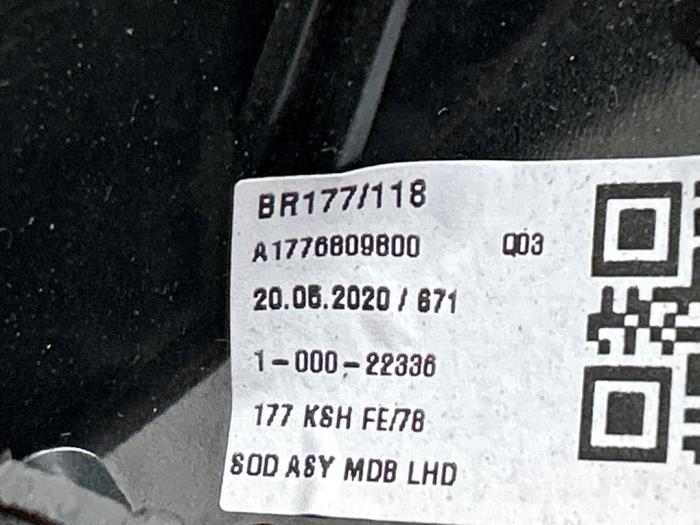 BR177/118
A1776809800 Q03
20.05.2020 / 671
1-000-22336
177 KSH FE/78
SOD ASY MDB LHD